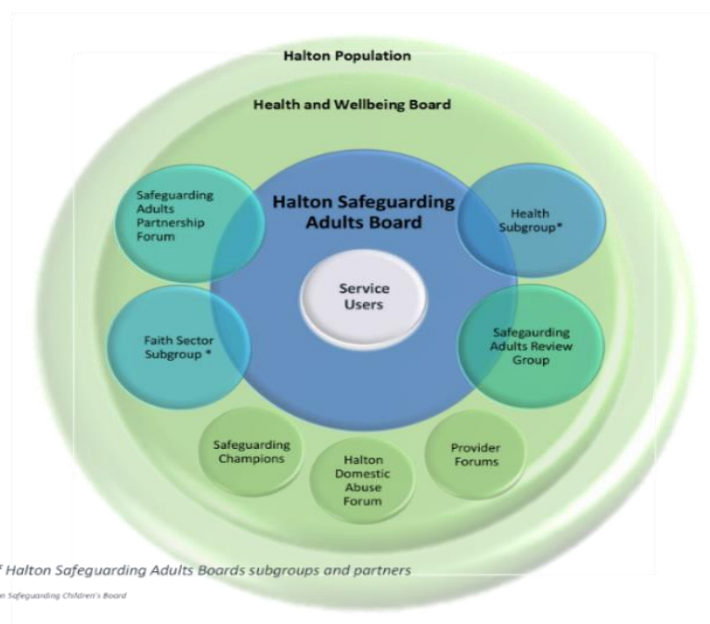 Halton Population
Health and Wellbeing Board
Halton Safeguarding
Adults Board
Safeguarding
Adults
Partnership
Forum
Health
Subgroup*
Service
Users
Faith Sector
Subgroup *
Safegaurding
Adults Review
Group
Safeguarding
Champions
Halton
Domestic
Abuse
Forum
Provider
Forums
Halton Safeguarding Adults Boards subgroups and partners
Safeguarding Children's Board